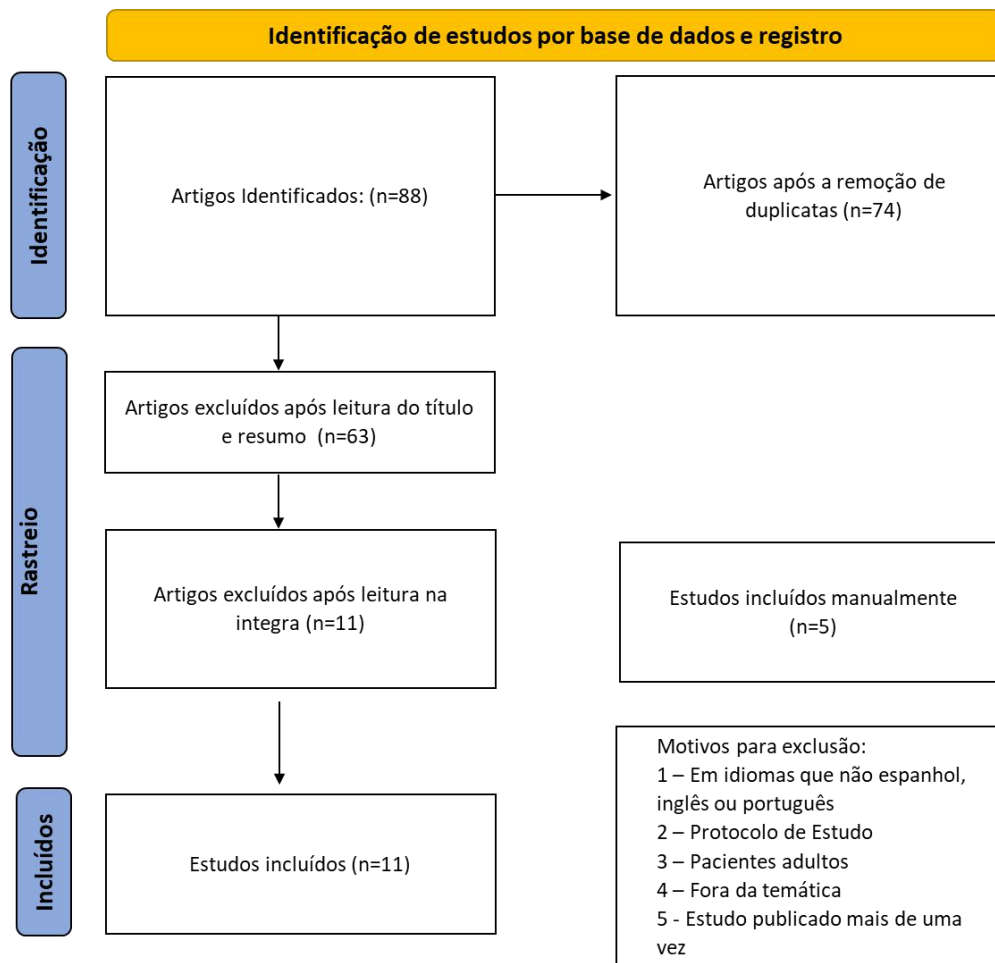 Identificação de estudos por base de dados e registro
Identificação
Artigos Identificados: (n=88)
Artigos após a remoção de
duplicatas (n=74)
Rastreio
Artigos excluídos após leitura do título
e resumo (n=63)
Artigos excluídos após leitura na
integra (n=11)
Estudos incluídos manualmente
(n=5)
Incluídos
Estudos incluídos (n=11)
Motivos para exclusão:
1 – Em idiomas que não espanhol,
inglês ou português
2 – Protocolo de Estudo
3 – Pacientes adultos
4 – Fora da temática
5 - Estudo publicado mais de uma
vez